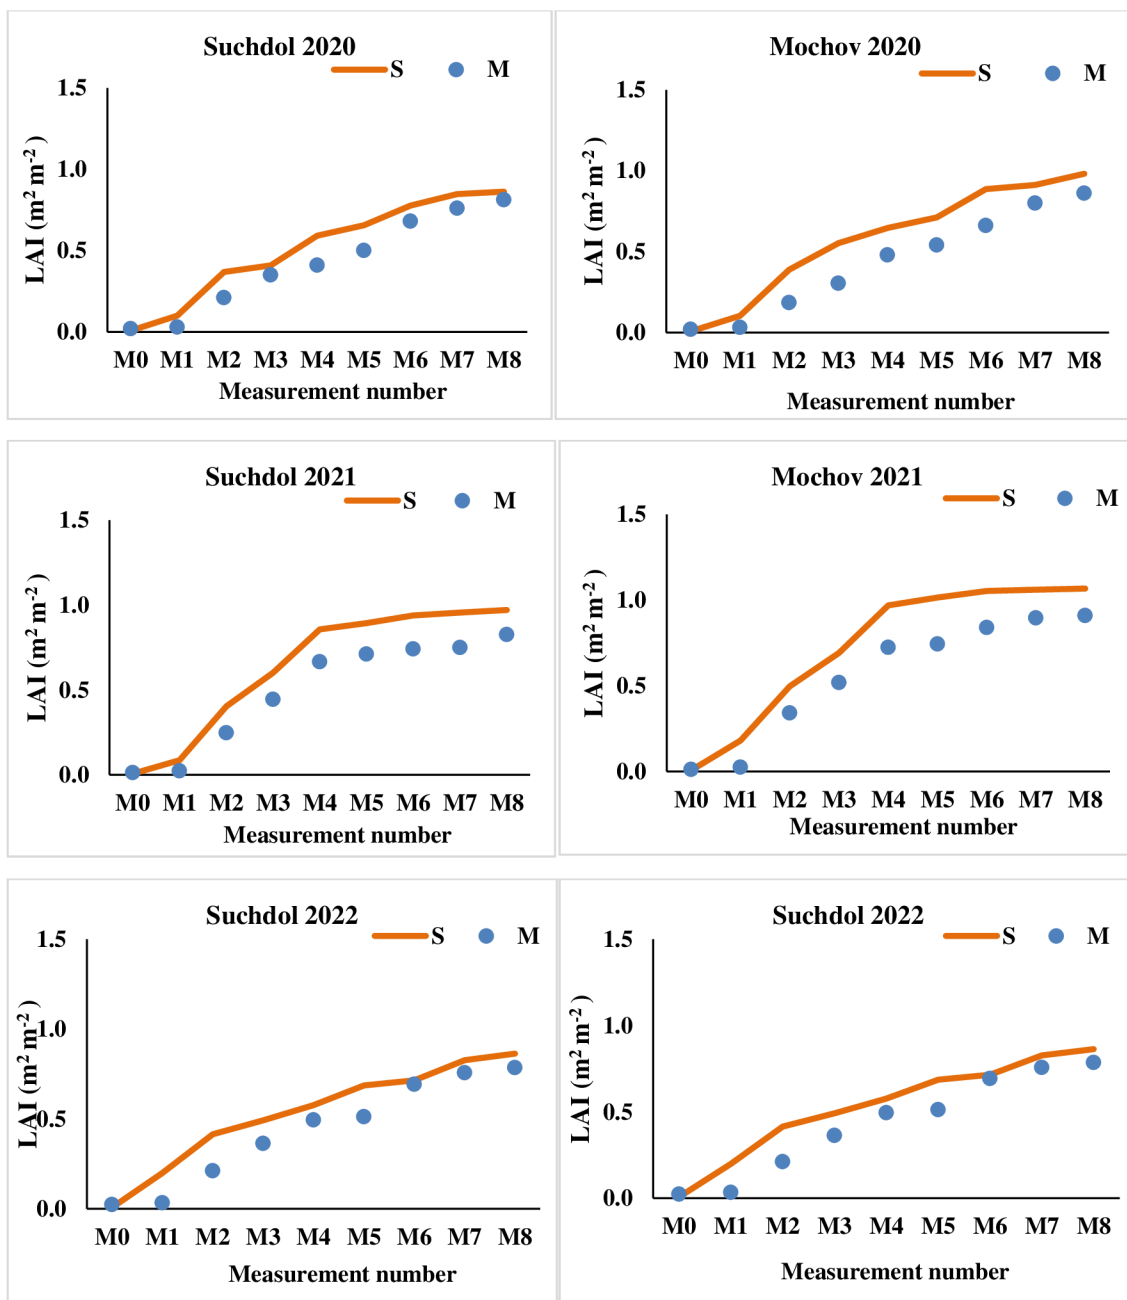 Suchdol 2020
S M
1.5
1.0
0.5
0.0
LAI (m² m⁻² )
M0 M1 M2 M3 M4 M5 M6 M7 M8
Measurement number
Mochov 2020
S M
1.5
1.0
0.5
0.0
LAI (m² m⁻² )
M0 M1 M2 M3 M4 M5 M6 M7 M8
Measurement number
Suchdol 2021
S M
1.5
1.0
0.5
0.0
LAI (m² m⁻² )
M0 M1 M2 M3 M4 M5 M6 M7 M8
Measurement number
Mochov 2021
S M
1.5
1.0
0.5
0.0
LAI (m² m⁻² )
M0 M1 M2 M3 M4 M5 M6 M7 M8
Measurement number
Suchdol 2022
S M
1.5
1.0
0.5
0.0
LAI (m² m⁻² )
M0 M1 M2 M3 M4 M5 M6 M7 M8
Measurement number
Suchdol 2022
S M
1.5
1.0
0.5
0.0
LAI (m² m⁻² )
M0 M1 M2 M3 M4 M5 M6 M7 M8
Measurement number